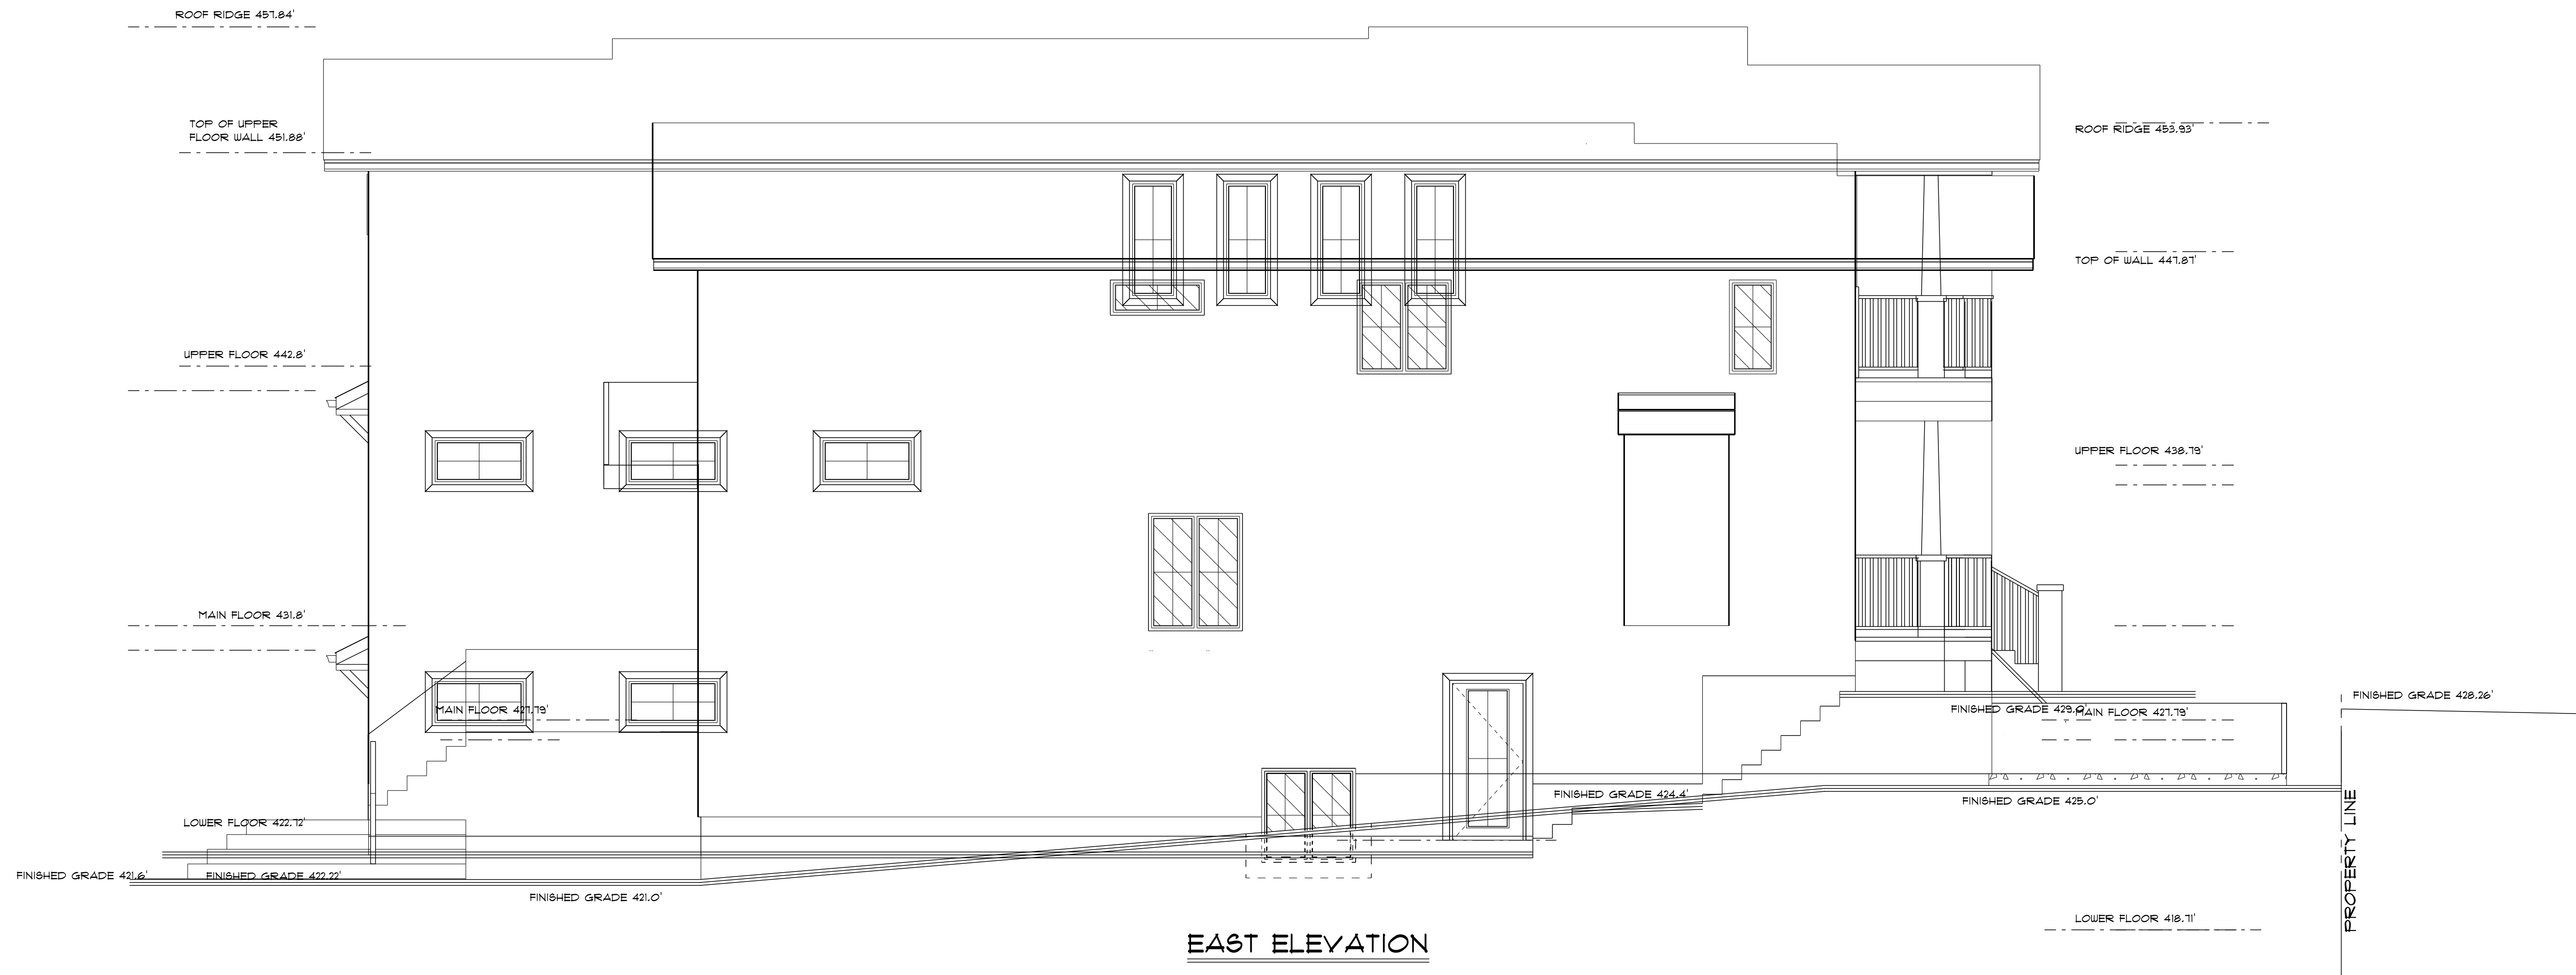 ROOF RIDGE 457.84'
TOP OF UPPER
FLOOR WALL 451.88'
ROOF RIDGE 453.93'
TOP OF WALL 447.87'
UPPER FLOOR 442.8'
UPPER FLOOR 438.79'
MAIN FLOOR 431.8'
FINISHED GRADE 428.26'
MAIN FLOOR 427.79'
FINISHED GRADE 429.0'
MAIN FLOOR 427.79'
FINISHED GRADE 424.4'
FINISHED GRADE 425.0'
PROPERTY LINE
LOWER FLOOR 422.72'
FINISHED GRADE 421.6'
FINISHED GRADE 422.22'
FINISHED GRADE 421.0'
LOWER FLOOR 418.71'
EAST ELEVATION